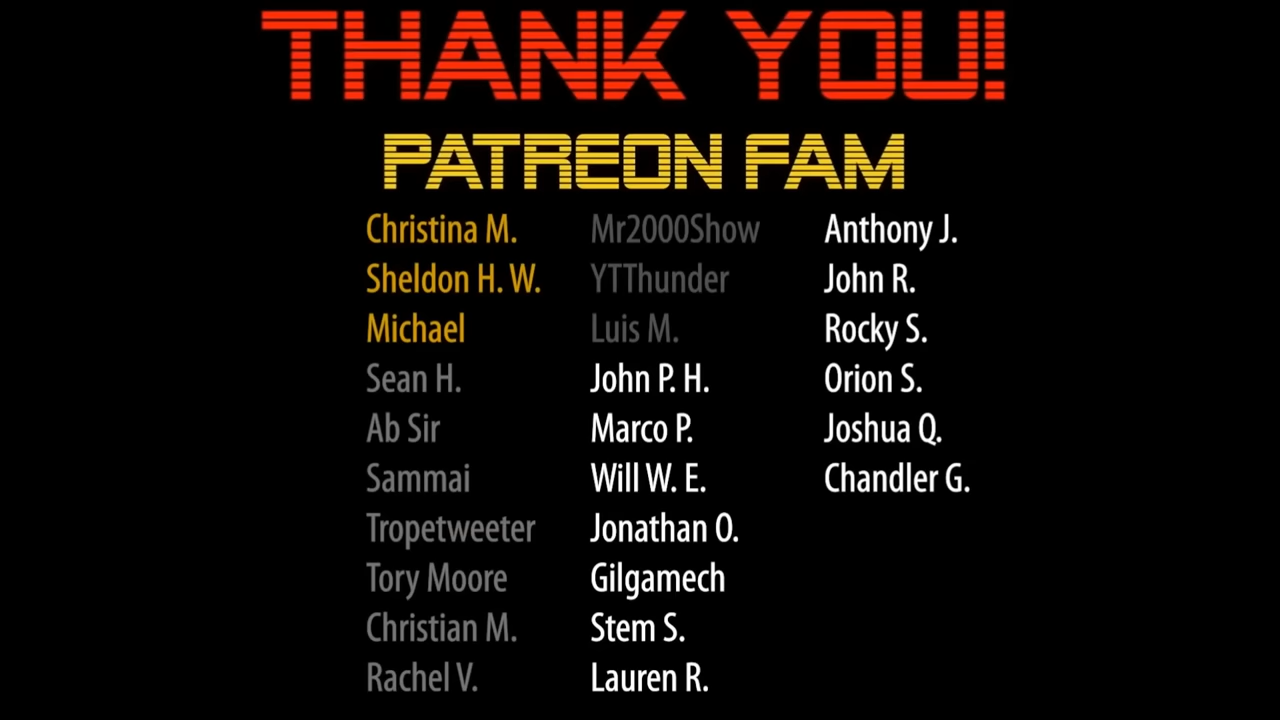 THANK YOU!
PATREON FAM
Christina M.
Sheldon H. W.
Michael
Sean H.
Ab Sir
Sammai
Tropetweeter
Tory Moore
Christian M.
Rachel V.
Mr2000Show
YTThunder
Luis M.
John P. H.
Marco P.
Will W. E.
Jonathan O.
Gilgamech
Stem S.
Lauren R.
Anthony J.
John R.
Rocky S.
Orion S.
Joshua Q.
Chandler G.